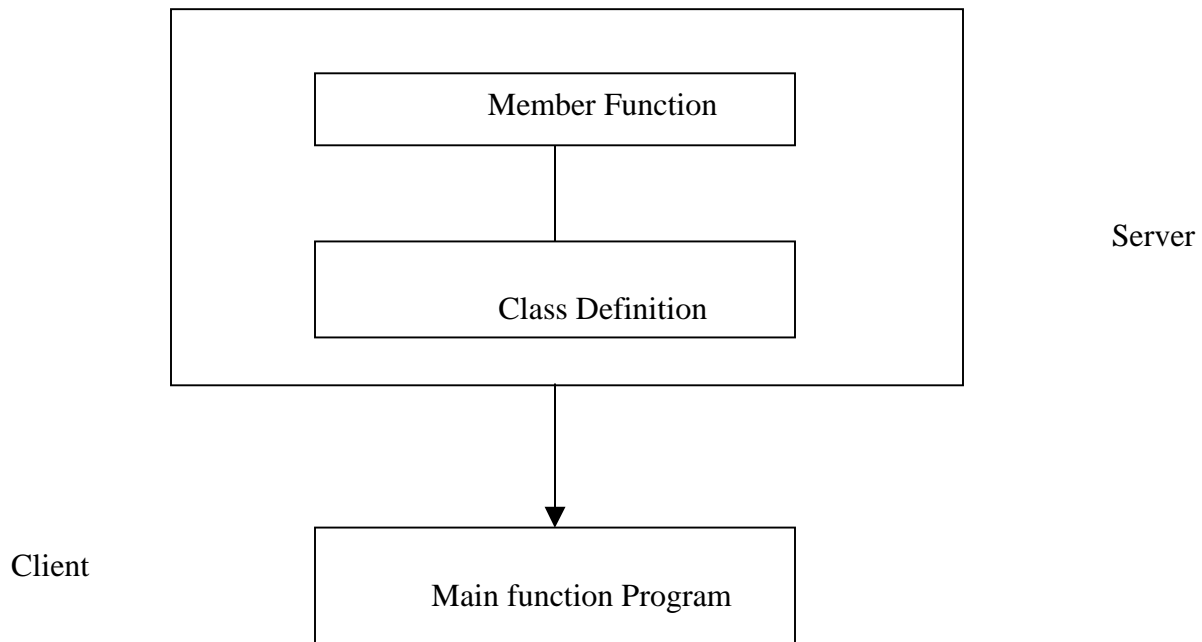 Member Function
Server
Class Definition
Client
Main function Program